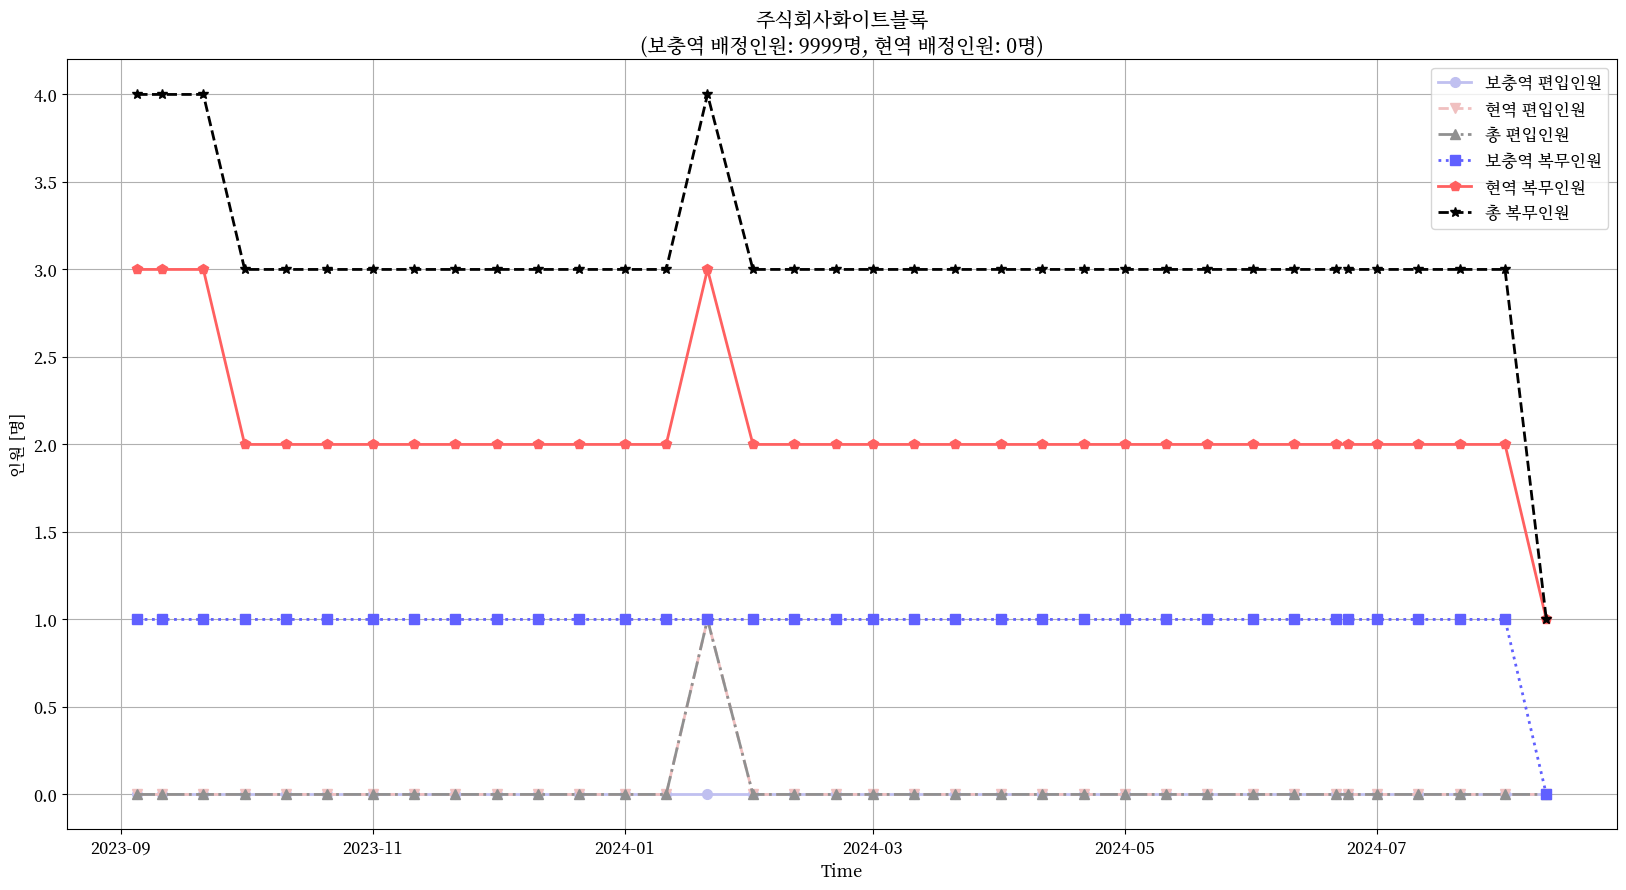 주식회사화이트블록
(보충역 배정인원: 9999명, 현역 배정인원: 0명)
보충역 편입인원
현역 편입인원
총 편입인원
보충역 복무인원
현역 복무인원
총 복무인원
인원 [명]
4.0
3.5
3.0
2.5
2.0
1.5
1.0
0.5
0.0
2023-09
2023-11
2024-01
2024-03
2024-05
2024-07
Time